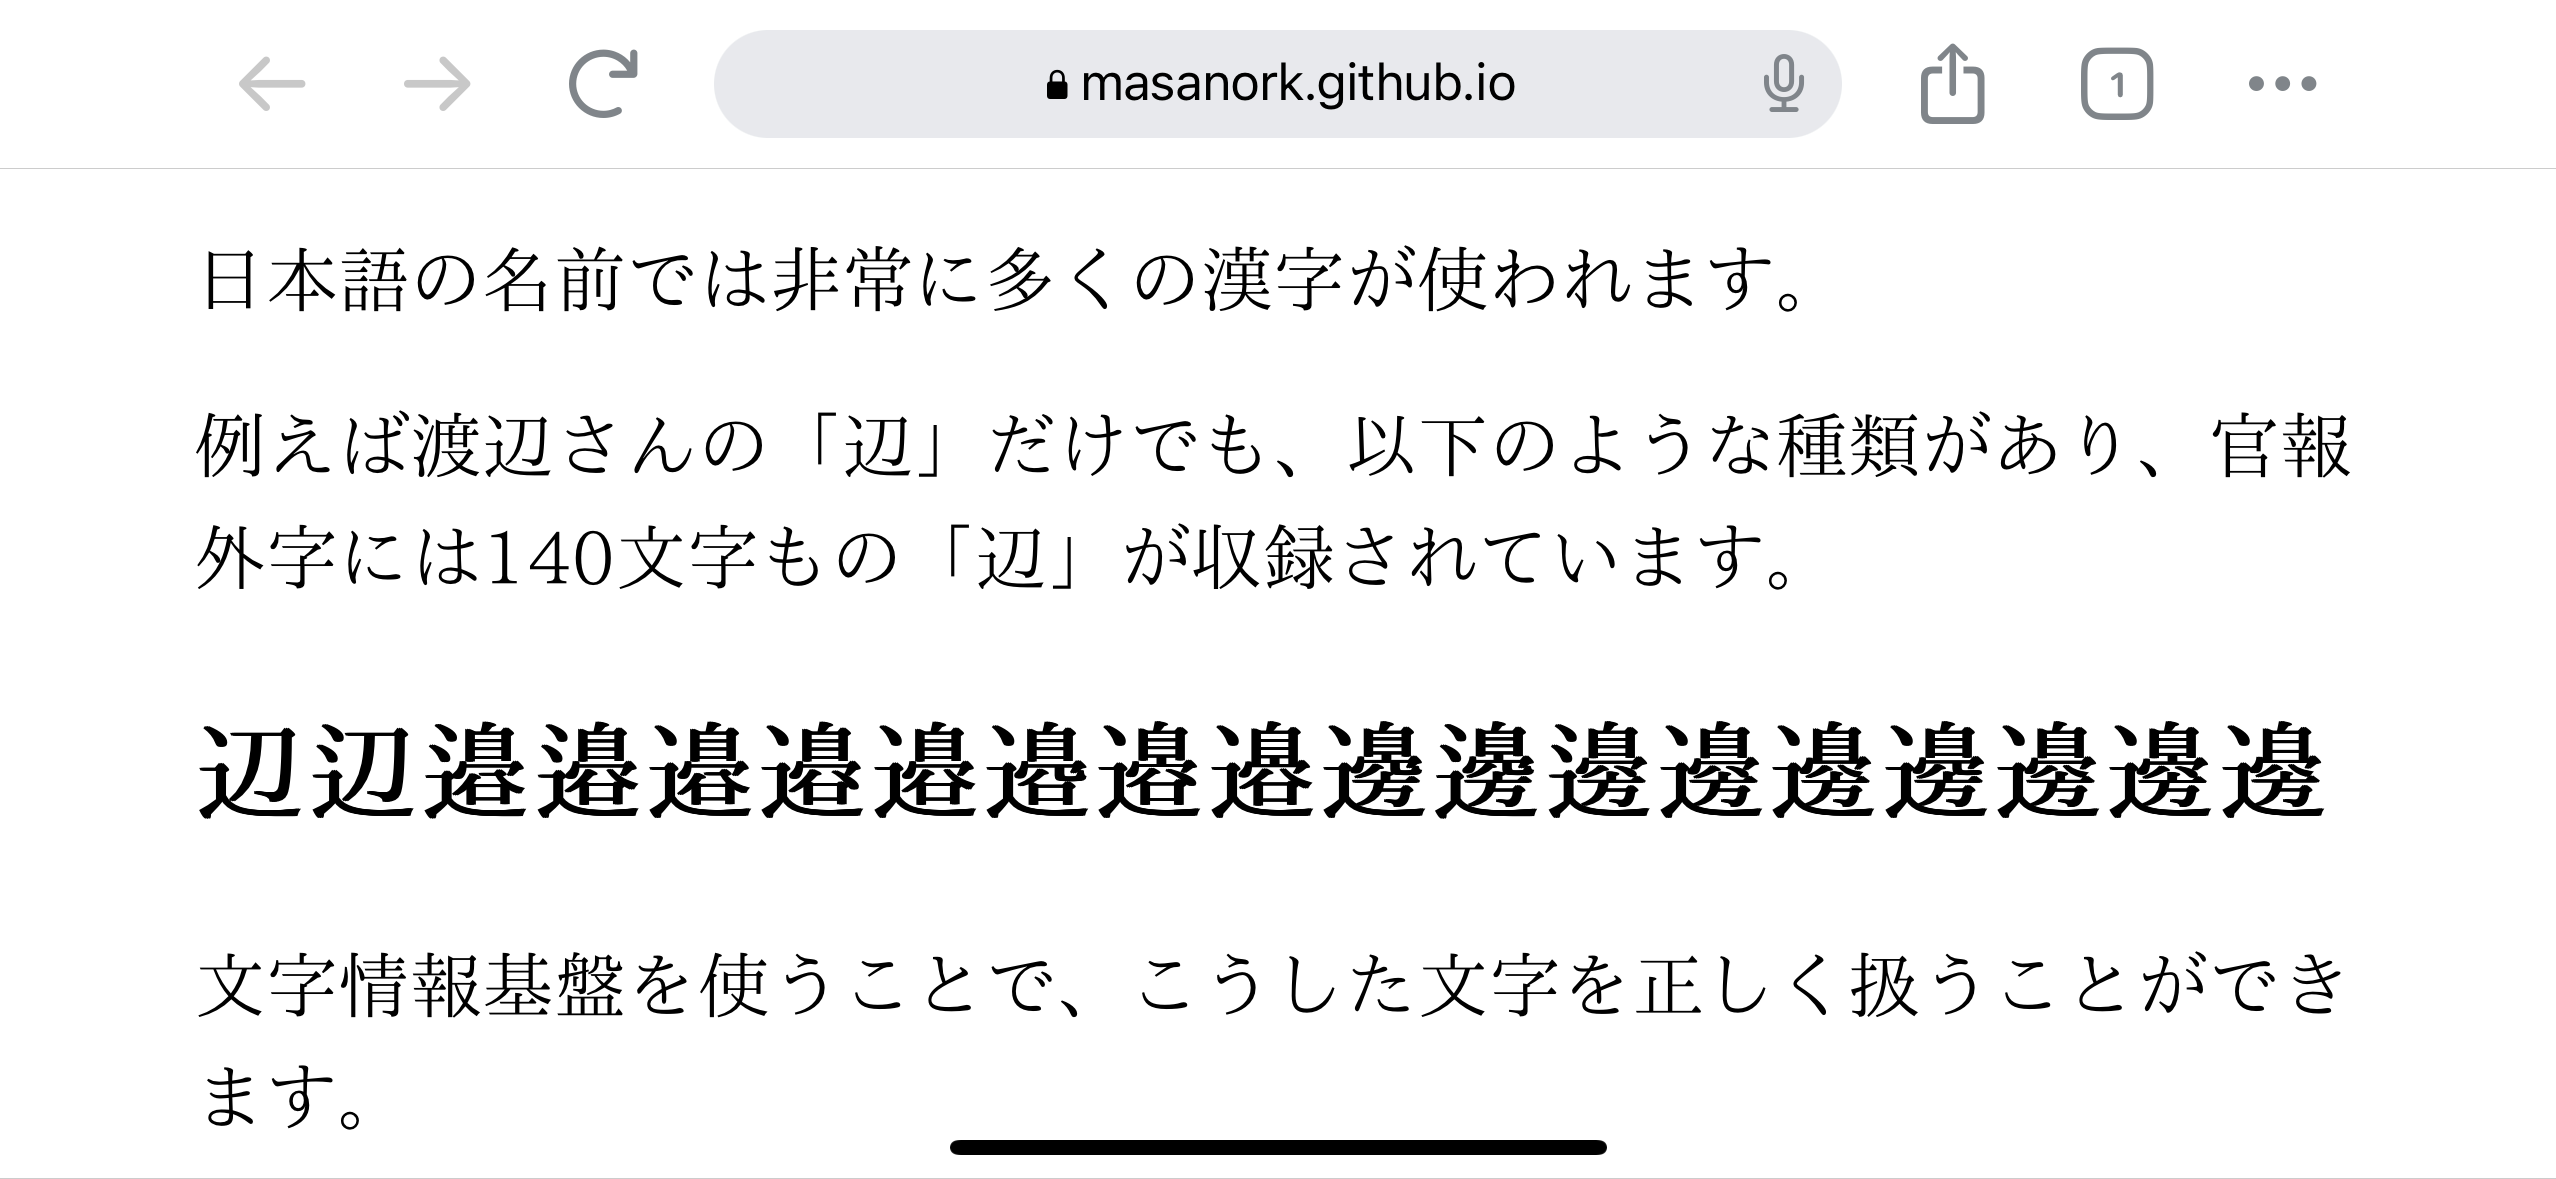 masanork.github.io
1
日本語の名前では非常に多くの漢字が使われます。
例えば渡辺さんの「辺」だけでも、以下のような種類があり、官報
外字には140文字もの「辺」が収録されています。
辺辺邉邉邉邉邉邉邉邉邊邊邊邊邊邊邊邊邊
文字情報基盤を使うことで、こうした文字を正しく扱うことができ
ます。